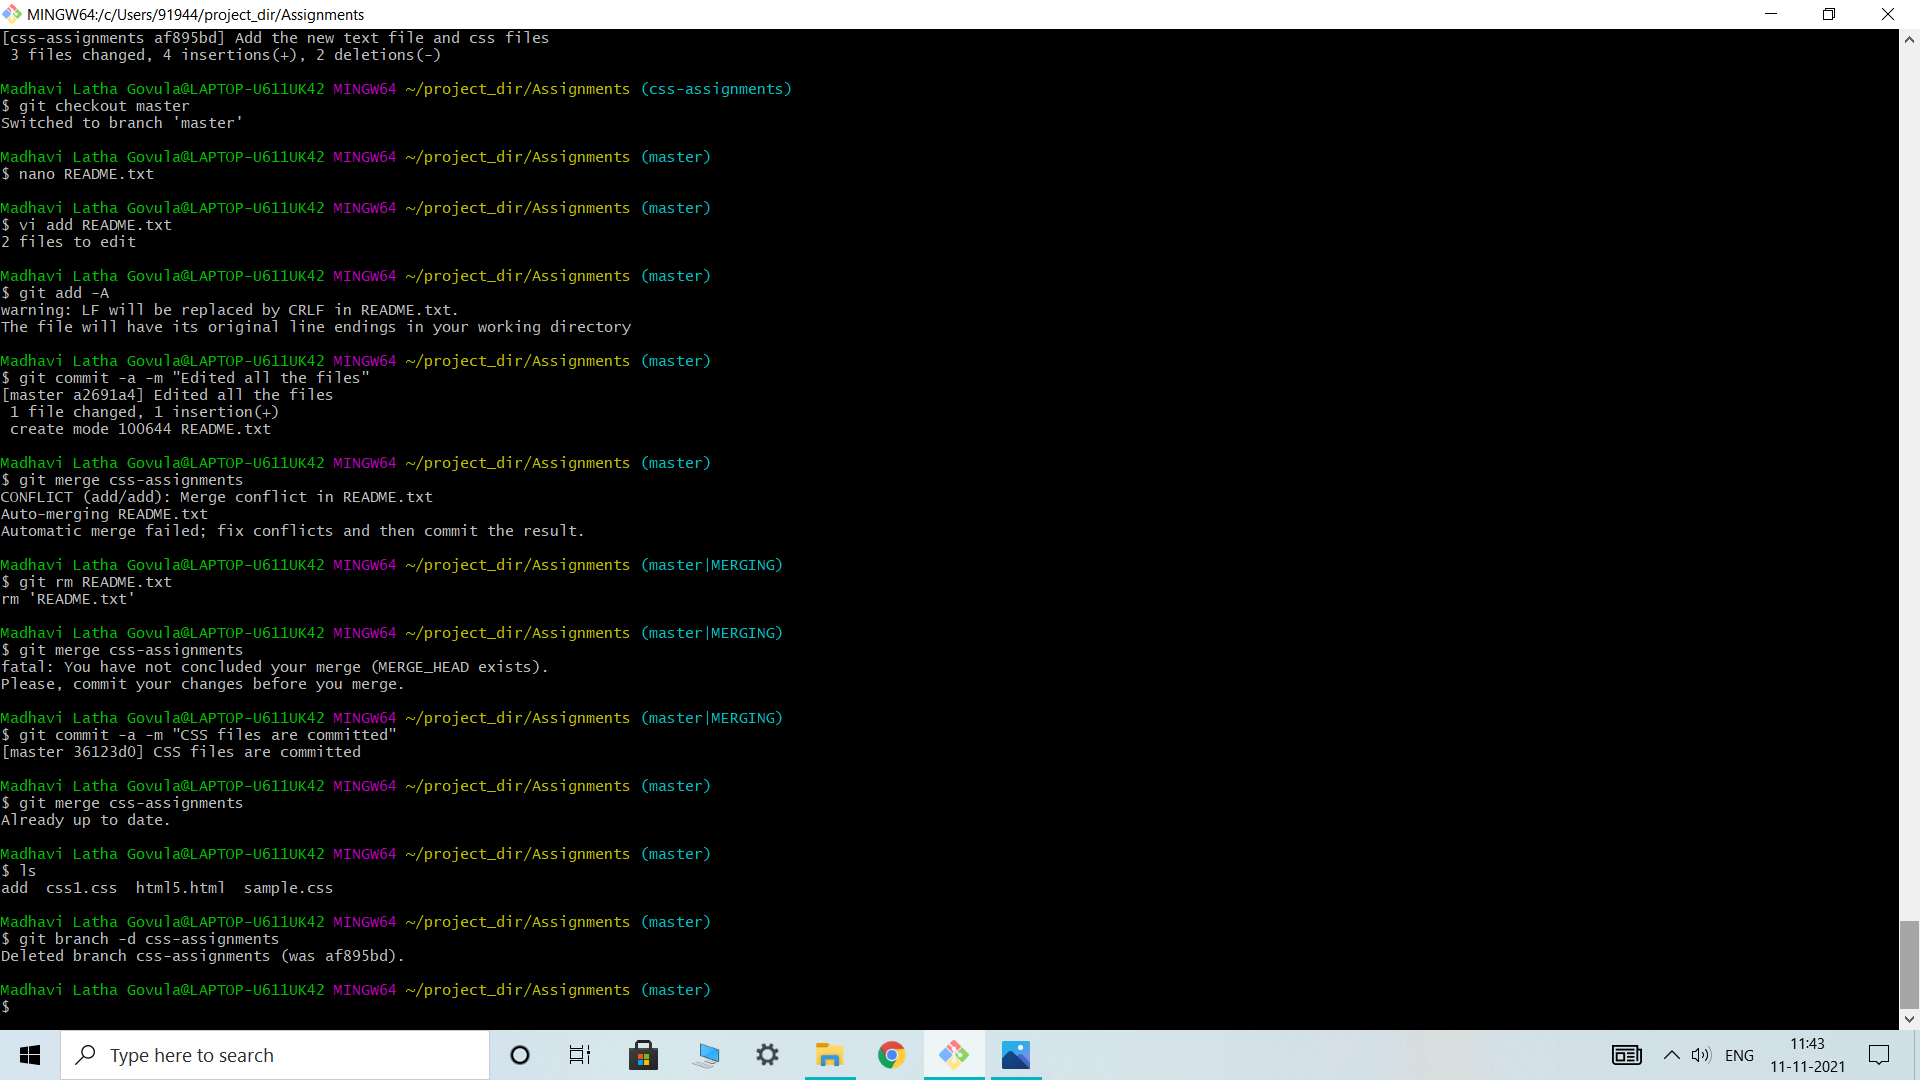 MINGW64:/c/Users/91944/project_dir/Assignments
[css-assignments af895bd] Add the new text file and css files
 3 files changed, 4 insertions(+), 2 deletions(-)
Madhavi Latha Govula@LAPTOP-U611UK42 MINGW64 ~/project_dir/Assignments (css-assignments)
$ git checkout master
Switched to branch 'master'
Madhavi Latha Govula@LAPTOP-U611UK42 MINGW64 ~/project_dir/Assignments (master)
$ nano README.txt
Madhavi Latha Govula@LAPTOP-U611UK42 MINGW64 ~/project_dir/Assignments (master)
$ vi add README.txt
2 files to edit
Madhavi Latha Govula@LAPTOP-U611UK42 MINGW64 ~/project_dir/Assignments (master)
$ git add -A
warning: LF will be replaced by CRLF in README.txt.
The file will have its original line endings in your working directory
Madhavi Latha Govula@LAPTOP-U611UK42 MINGW64 ~/project_dir/Assignments (master)
$ git commit -a -m "Edited all the files"
[master a2691a4] Edited all the files
 1 file changed, 1 insertion(+)
 create mode 100644 README.txt
Madhavi Latha Govula@LAPTOP-U611UK42 MINGW64 ~/project_dir/Assignments (master)
$ git merge css-assignments
CONFLICT (add/add): Merge conflict in README.txt
Auto-merging README.txt
Automatic merge failed; fix conflicts and then commit the result.
Madhavi Latha Govula@LAPTOP-U611UK42 MINGW64 ~/project_dir/Assignments (master|MERGING)
$ git rm README.txt
rm 'README.txt'
Madhavi Latha Govula@LAPTOP-U611UK42 MINGW64 ~/project_dir/Assignments (master|MERGING)
$ git merge css-assignments
fatal: You have not concluded your merge (MERGE_HEAD exists).
Please, commit your changes before you merge.
Madhavi Latha Govula@LAPTOP-U611UK42 MINGW64 ~/project_dir/Assignments (master|MERGING)
$ git commit -a -m "CSS files are committed"
[master 36123d0] CSS files are committed
Madhavi Latha Govula@LAPTOP-U611UK42 MINGW64 ~/project_dir/Assignments (master)
$ git merge css-assignments
Already up to date.
Madhavi Latha Govula@LAPTOP-U611UK42 MINGW64 ~/project_dir/Assignments (master)
$ ls
add  css1.css  html5.html  sample.css
Madhavi Latha Govula@LAPTOP-U611UK42 MINGW64 ~/project_dir/Assignments (master)
$ git branch -d css-assignments
Deleted branch css-assignments (was af895bd).
Madhavi Latha Govula@LAPTOP-U611UK42 MINGW64 ~/project_dir/Assignments (master)
$
Type here to search
ENG
11:43
11-11-2021